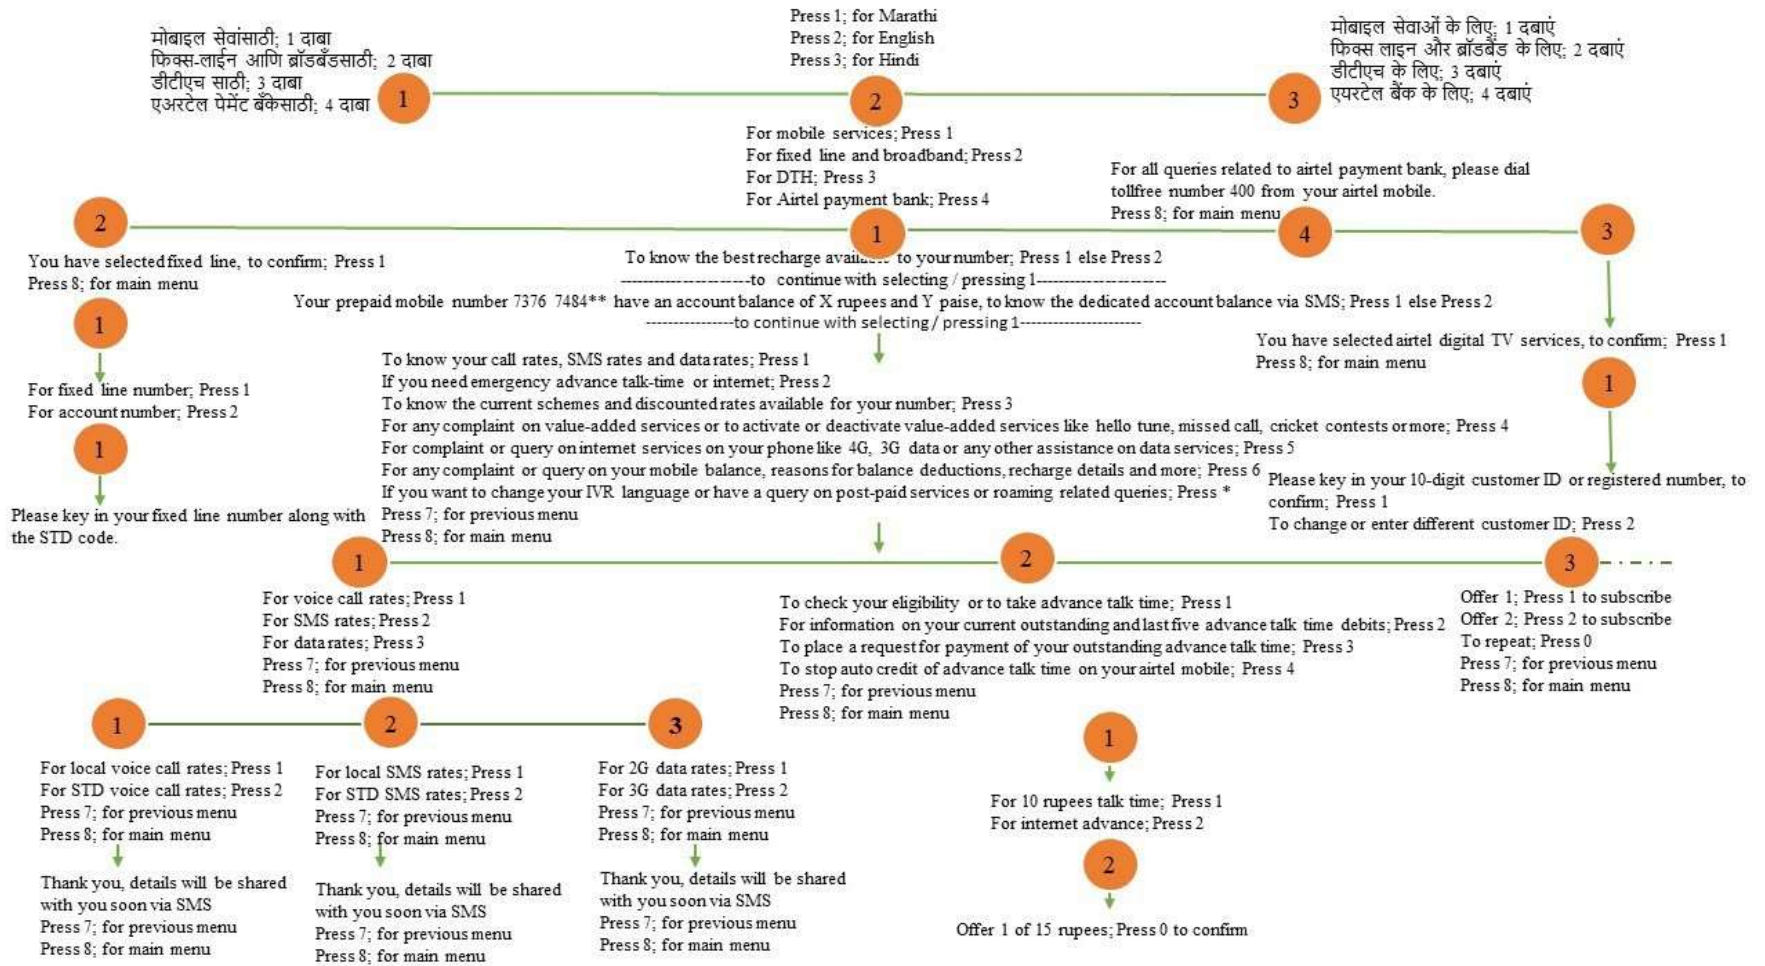 Press 1; for Marathi
Press 2; for English
Press 3; for Hindi
मोबाइल सेवांसाठी; 1 दाबा
फिक्स-लाईन आणि ब्रॉडबँडसाठी; 2 दाबा
डीटीएच साठी; 3 दाबा
एअरटेल पेमेंट बँकेसाठी; 4 दाबा
मोबाइल सेवाओं के लिए; 1 दबाएं
फिक्स लाइन और ब्रॉडबैंड के लिए; 2 दबाएं
डीटीएच के लिए; 3 दबाएं
एयरटेल बैंक के लिए; 4 दबाएं
1
2
3
For mobile services; Press 1
For fixed line and broadband; Press 2
For DTH; Press 3
For Airtel payment bank; Press 4
For all queries related to airtel payment bank, please dial
tollfree number 400 from your airtel mobile.
Press 8; for main menu
2
1
4
3
You have selected fixed line, to confirm; Press 1
Press 8; for main menu
1
For fixed line number; Press 1
For account number; Press 2
1
Please key in your fixed line number along with
the STD code.
To know the best recharge available to your number; Press 1 else Press 2
-----------------------to continue with selecting / pressing 1-----------------------
Your prepaid mobile number 7376 7484** have an account balance of X rupees and Y paise, to know the dedicated account balance via SMS; Press 1 else Press 2
----------------to continue with selecting / pressing 1----------------------
You have selected airtel digital TV services, to confirm; Press 1
Press 8; for main menu
1
Please key in your 10-digit customer ID or registered number, to
confirm; Press 1
To change or enter different customer ID; Press 2
To know your call rates, SMS rates and data rates; Press 1
If you need emergency advance talk-time or internet; Press 2
To know the current schemes and discounted rates available for your number; Press 3
For any complaint on value-added services or to activate or deactivate value-added services like hello tune, missed call, cricket contests or more; Press 4
For complaint or query on internet services on your phone like 4G, 3G data or any other assistance on data services; Press 5
For any complaint or query on your mobile balance, reasons for balance deductions, recharge details and more; Press 6
If you want to change your IVR language or have a query on post-paid services or roaming related queries; Press *
Press 7; for previous menu
Press 8; for main menu
1
2
3
For voice call rates; Press 1
For SMS rates; Press 2
For data rates; Press 3
Press 7; for previous menu
Press 8; for main menu
To check your eligibility or to take advance talk time; Press 1
For information on your current outstanding and last five advance talk time debits; Press 2
To place a request for payment of your outstanding advance talk time; Press 3
To stop auto credit of advance talk time on your airtel mobile; Press 4
Press 7; for previous menu
Press 8; for main menu
Offer 1; Press 1 to subscribe
Offer 2; Press 2 to subscribe
To repeat; Press 0
Press 7; for previous menu
Press 8; for main menu
1
2
3
For local voice call rates; Press 1
For STD voice call rates; Press 2
Press 7; for previous menu
Press 8; for main menu
Thank you, details will be shared
with you soon via SMS
Press 7; for previous menu
Press 8; for main menu
For local SMS rates; Press 1
For STD SMS rates; Press 2
Press 7; for previous menu
Press 8; for main menu
Thank you, details will be shared
with you soon via SMS
Press 7; for previous menu
Press 8; for main menu
For 2G data rates; Press 1
For 3G data rates; Press 2
Press 7; for previous menu
Press 8; for main menu
Thank you, details will be shared
with you soon via SMS
Press 7; for previous menu
Press 8; for main menu
1
For 10 rupees talk time; Press 1
For internet advance; Press 2
2
Offer 1 of 15 rupees; Press 0 to confirm